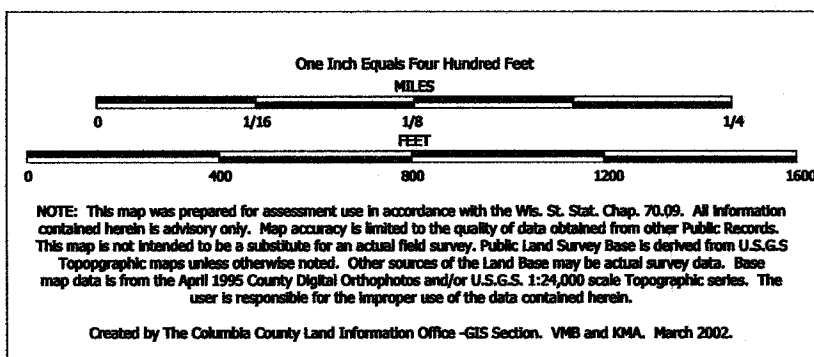 One Inch Equals Four Hundred Feet
MILES
0 1/16 1/8 1/4
FEET
0 400 800 1200 1600
NOTE: This map was prepared for assessment use in accordance with the Wis. St. Stat. Chap. 70.09. All information
contained herein is advisory only. Map accuracy is limited to the quality of data obtained from other Public Records.
This map is not intended to be a substitute for an actual field survey. Public Land Survey Base is derived from U.S.G.S
Topopgraphic maps unless otherwise noted. Other sources of the Land Base may be actual survey data. Base
map data is from the April 1995 County Digital Orthophotos and/or U.S.G.S. 1:24,000 scale Topographic series. The
user is responsible for the improper use of the data contained herein.
Created by The Columbia County Land Information Office -GIS Section. VMB and KMA. March 2002.